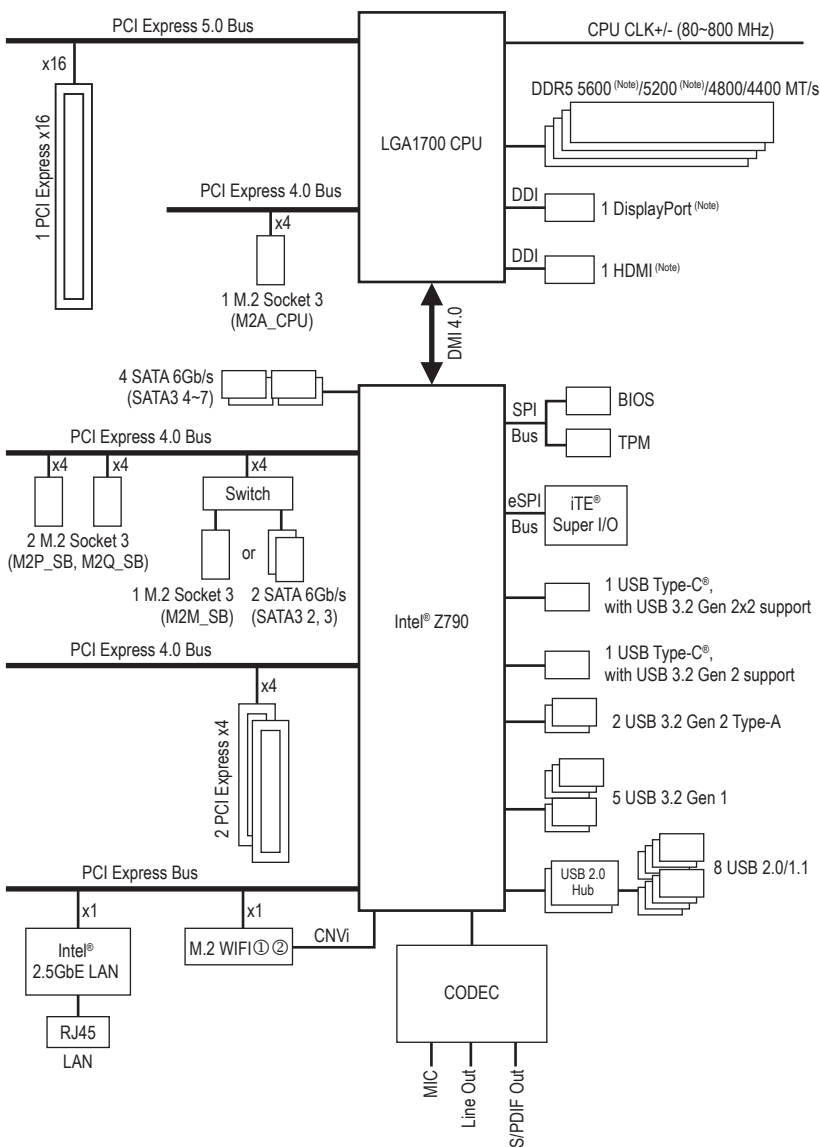 PCI Express 5.0 Bus
CPU CLK+/- (80~800 MHz)
x16
1 PCI Express x16
DDR5 5600 (Note)/5200 (Note)/4800/4400 MT/s
LGA1700 CPU
PCI Express 4.0 Bus
x4
1 M.2 Socket 3
(M2A_CPU)
DDI
1 DisplayPort (Note)
DDI
1 HDMI (Note)
DMI 4.0
4 SATA 6Gb/s
(SATA3 4~7)
SPI
Bus
BIOS
TPM
PCI Express 4.0 Bus
x4
x4
x4
Switch
2 M.2 Socket 3
(M2P_SB, M2Q_SB)
or
1 M.2 Socket 3
(M2M_SB)
2 SATA 6Gb/s
(SATA3 2, 3)
eSPI
Bus
iTE®
Super I/O
Intel® Z790
1 USB Type-C®,
with USB 3.2 Gen 2x2 support
PCI Express 4.0 Bus
x4
2 PCI Express x4
1 USB Type-C®,
with USB 3.2 Gen 2 support
2 USB 3.2 Gen 2 Type-A
5 USB 3.2 Gen 1
USB 2.0
Hub
8 USB 2.0/1.1
PCI Express Bus
x1
x1
Intel®
2.5GbE LAN
M.2 WIFI①②
CNVi
RJ45
LAN
CODEC
MIC
Line Out
S/PDIF Out